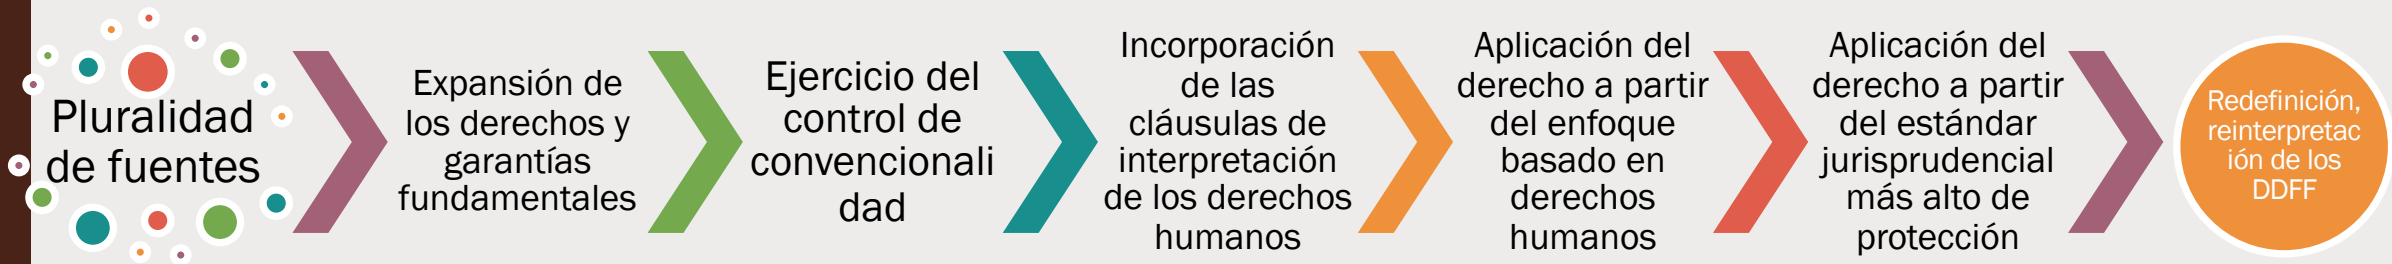 Pluralidad
de fuentes
Expansión de
los derechos y
garantías
fundamentales
Ejercicio del
control de
convencionali
dad
Incorporación
de las
cláusulas de
interpretación
de los derechos
humanos
Aplicación del
derecho a partir
del enfoque
basado en
derechos
humanos
Aplicación del
derecho a partir
del estándar
jurisprudencial
más alto de
protección
Redefinición,
reinterpretac
ión de los
DDFF